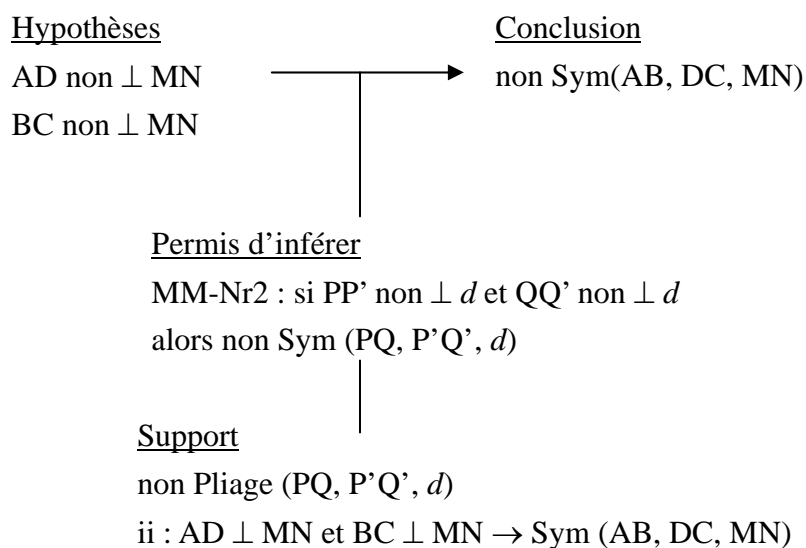 Hypothèses
AD non ⊥ MN
BC non ⊥ MN
Conclusion
non Sym(AB, DC, MN)
Permis d’inférer
MM-Nr2 : si PP’ non ⊥ d et QQ’ non ⊥ d
alors non Sym (PQ, P’Q’, d)
Support
non Pliage (PQ, P’Q’, d)
ii : AD ⊥ MN et BC ⊥ MN → Sym (AB, DC, MN)